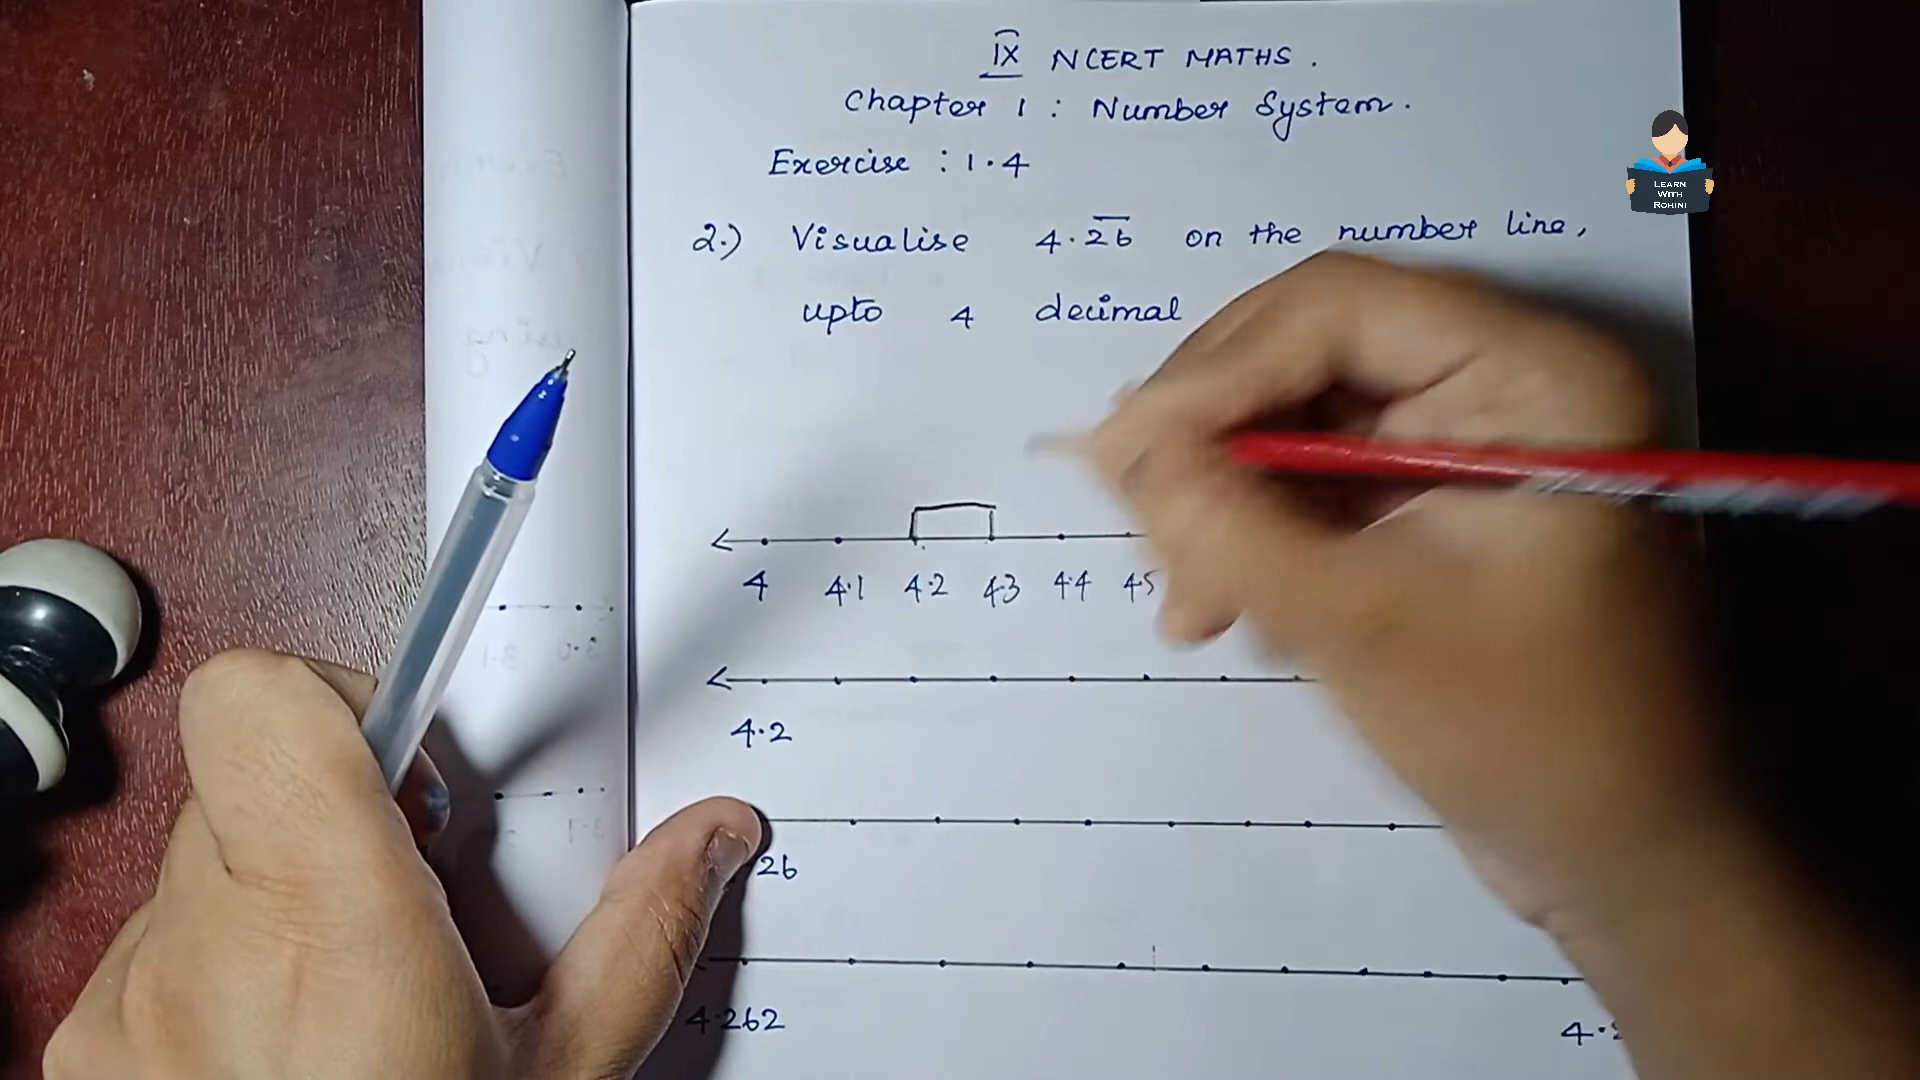 IX NCERT MATHS.
Chapter 1 : Number System.
Exercise : 1.4
LEARN
WITH
ROHINI
2.) Visualise 4.2̅6̅ on the number line,
upto 4 decimal
4 4.1 4.2 4.3 4.4 4.5
4.2
26
4.262 4.2